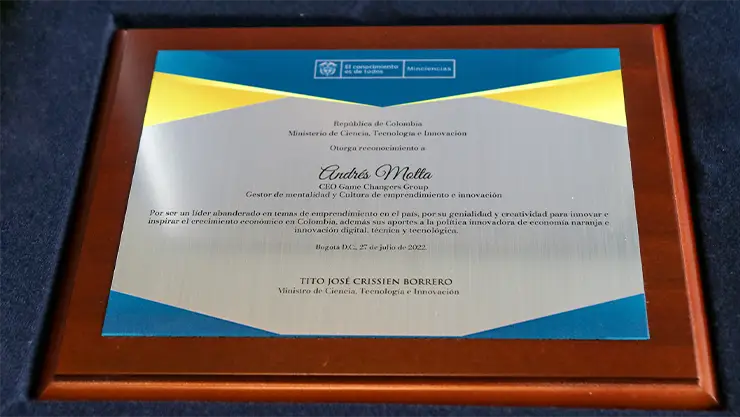 El conocimiento
es de todos
Minciencias
República de Colombia
Ministerio de Ciencia, Tecnología e Innovación
Otorga reconocimiento a
Andrés Motta
CEO Game Changers Group
Gestor de mentalidad y Cultura de emprendimiento e innovación
Por ser un líder abanderado en temas de emprendimiento en el país, por su genialidad y creatividad para innovar e
inspirar el crecimiento económico en Colombia, además sus aportes a la política innovadora de economía naranja e
innovación digital, técnica y tecnológica.
Bogotá D.C., 27 de julio de 2022.
TITO JOSÉ CRISSIEN BORRERO
Ministro de Ciencia, Tecnología e Innovación